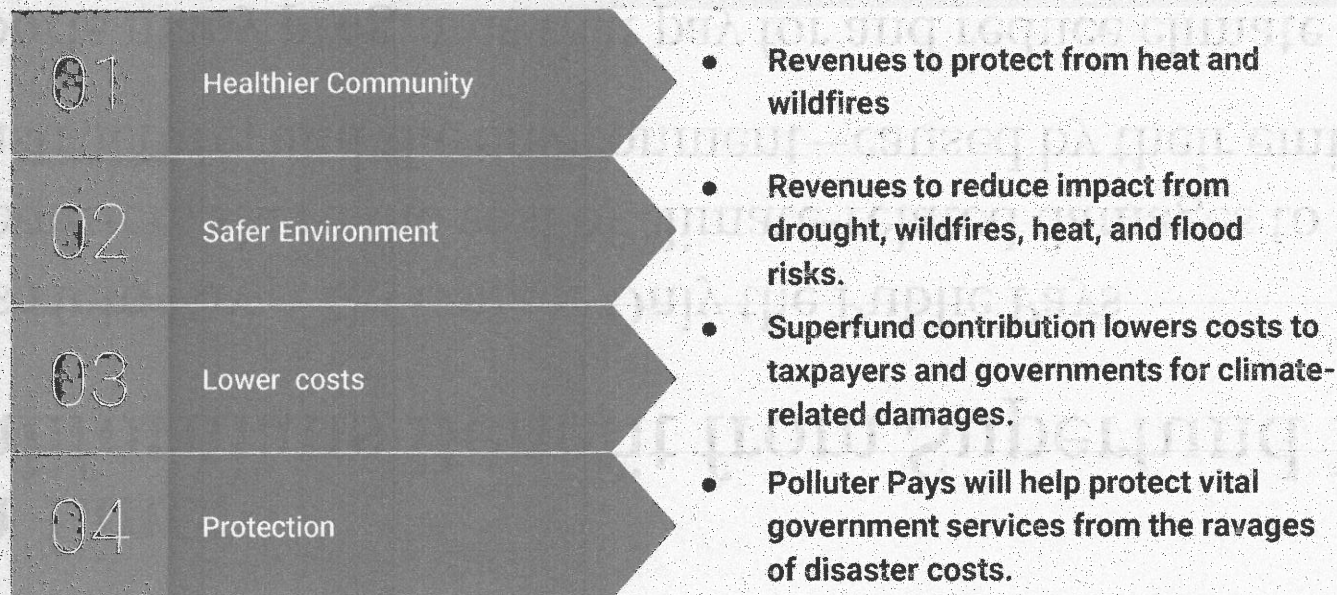 01
Healthier Community
• Revenues to protect from heat and
wildfires
02
Safer Environment
• Revenues to reduce impact from
drought, wildfires, heat, and flood
risks.
03
Lower costs
• Superfund contribution lowers costs to
taxpayers and governments for climate-
related damages.
04
Protection
• Polluter Pays will help protect vital
government services from the ravages
of disaster costs.